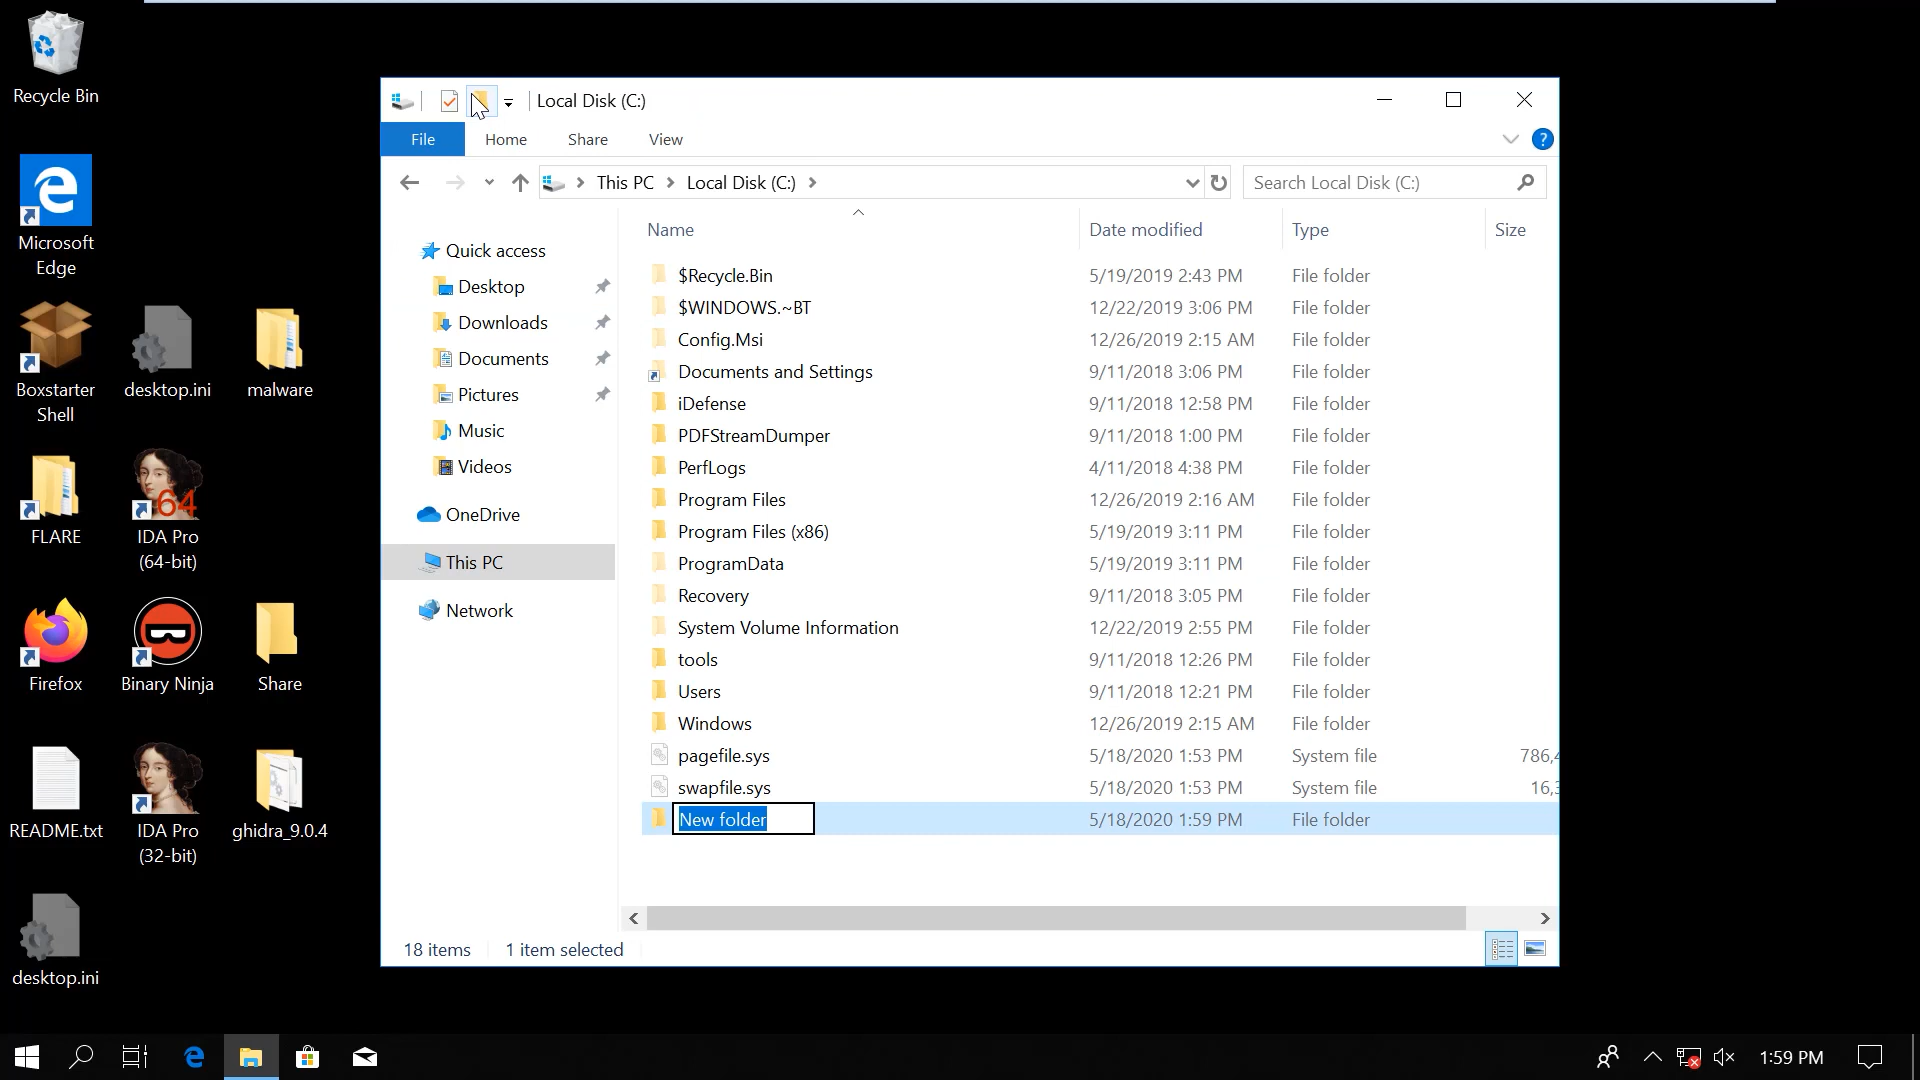 Recycle Bin
Microsoft
Edge
Boxstarter
Shell
desktop.ini
malware
FLARE
64
IDA Pro
(64-bit)
Firefox
Binary Ninja
Share
README.txt
IDA Pro
(32-bit)
ghidra_9.0.4
desktop.ini
Local Disk (C:)
File
Home
Share
View
?
This PC
Local Disk (C:)
Search Local Disk (C:)
Quick access
Desktop
Downloads
Documents
Pictures
Music
Videos
OneDrive
This PC
Network
Name Date modified Type Size
$Recycle.Bin 5/19/2019 2:43 PM File folder
$WINDOWS.~BT 12/22/2019 3:06 PM File folder
Config.Msi 12/26/2019 2:15 AM File folder
Documents and Settings 9/11/2018 3:06 PM File folder
iDefense 9/11/2018 12:58 PM File folder
PDFStreamDumper 9/11/2018 1:00 PM File folder
PerfLogs 4/11/2018 4:38 PM File folder
Program Files 12/26/2019 2:16 AM File folder
Program Files (x86) 5/19/2019 3:11 PM File folder
ProgramData 5/19/2019 3:11 PM File folder
Recovery 9/11/2018 3:05 PM File folder
System Volume Information 12/22/2019 2:55 PM File folder
tools 9/11/2018 12:26 PM File folder
Users 9/11/2018 12:21 PM File folder
Windows 12/26/2019 2:15 AM File folder
pagefile.sys 5/18/2020 1:53 PM System file 786,4
swapfile.sys 5/18/2020 1:53 PM System file 16,3
New folder 5/18/2020 1:59 PM File folder
18 items 1 item selected
1:59 PM